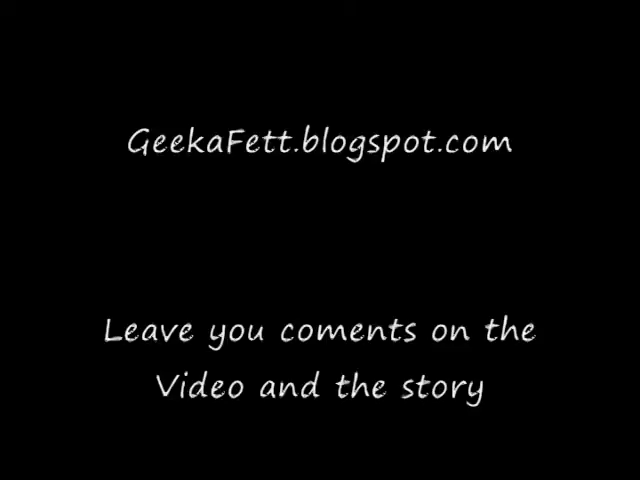 GeekaFett.blogspot.com
Leave you coments on the
Video and the story